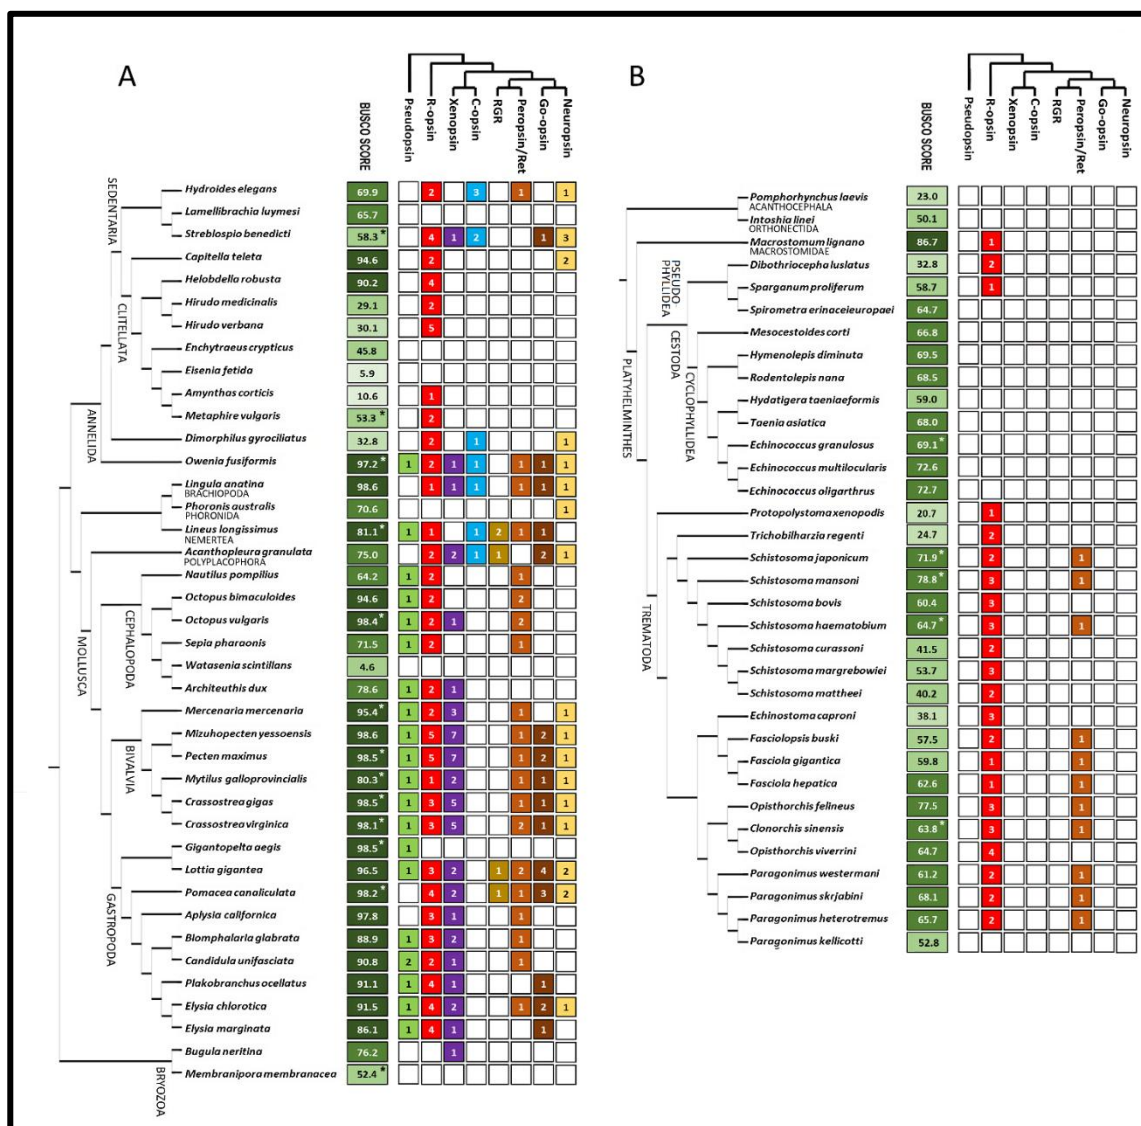 A
B
BUSCO SCORE
Pseudopsin
R-opsin
Xenopsin
C-opsin
RGR
Peropsin/Ret
Go-opsin
Neuropsin
BUSCO SCORE
Pseudopsin
R-opsin
Xenopsin
C-opsin
RGR
Peropsin/Ret
Go-opsin
Neuropsin
SEDENTARIA
CLITELLATA
ANNELIDA
MOLLUSCA
CEPHALOPODA
BIVALVIA
GASTROPODA
BRYOZOA
Hydroides elegans 69.9 2 3 1 1
Lamellibrachia luymesi 65.7
Streblospio benedicti 58.3 * 4 1 2 1 3
Capitella teleta 94.6 2 2
Helobdella robusta 90.2 4
Hirudo medicinalis 29.1 2
Hirudo verbana 30.1 5
Enchytraeus crypticus 45.8
Eisenia fetida 5.9
Amynthas corticis 10.6 1
Metaphire vulgaris 53.3 * 2
Dimorphilus gyrociliatus 32.8 2 1 1
Owenia fusiformis 97.2 * 1 2 1 1 1 1 1
Lingula anatina 98.6 1 1 1 1 1 1
BRACHIOPODA
Phoronis australis 70.6 1
PHORONIDA
Lineus longissimus 81.1 * 1 1 1 2 1 1
NEMERTEA
Acanthopleura granulata 75.0 2 2 1 1 2 1
POLYPLACOPHORA
Nautilus pompilius 64.2 1 2 1
Octopus bimaculoides 94.6 1 2 2
Octopus vulgaris 98.4 * 1 2 1 2
Sepia pharaonis 71.5 1 2 1
Watasenia scintillans 4.6
Architeuthis dux 78.6 1 2 1
Mercenaria mercenaria 95.4 * 1 2 3 1 1
Mizuhopecten yessoensis 98.6 1 5 7 1 2 1
Pecten maximus 98.5 * 1 5 7 1 2 1
Mytilus galloprovincialis 80.3 * 1 1 2 1 1 1
Crassostrea gigas 98.5 * 1 3 5 1 1 1
Crassostrea virginica 98.1 * 1 3 5 2 1 1
Gigantopelta aegis 98.5 * 1
Lottia gigantea 96.5 1 3 2 1 2 4 2
Pomacea canaliculata 98.2 * 4 2 1 1 3 2
Aplysia californica 97.8 3 1 1
Biomphalaria glabrata 88.9 1 3 2 1
Candidula unifasciata 90.8 2 2 1 1
Plakobranchus ocellatus 91.1 1 4 1 1
Elysia chlorotica 91.5 1 4 2 1 2 1
Elysia marginata 86.1 1 4 1 1
Bugula neritina 76.2 1
Membranipora membranacea 52.4 *
PLATYHELMINTHES
PSEUDO
PHYLLIDEA
CESTODA
CYCLOPHYLLIDEA
TREMATODA
Pomphorhynchus laevis 23.0
ACANTHOCEPHALA
Intoshia linei 50.1
ORTHONECTIDA
Macrostomum lignano 86.7 1
MACROSTOMIDAE
Dibothriocepha luslatus 32.8 2
Sparganum proliferum 58.7 1
Spirometra erinaceieuropaei 64.7
Mesocestoides corti 66.8
Hymenolepis diminuta 69.5
Rodentolepis nana 68.5
Hydatigera taeniaeformis 59.0
Taenia asiatica 68.0
Echinococcus granulosus 69.1 *
Echinococcus multilocularis 72.6
Echinococcus oligarthrus 72.7
Protopolystoma xenopodis 20.7 1
Trichobilharzia regenti 24.7 2
Schistosoma japonicum 71.9 * 2 1
Schistosoma mansoni 78.8 * 3 1
Schistosoma bovis 60.4 3
Schistosoma haematobium 64.7 * 3 1
Schistosoma curassoni 41.5 2
Schistosoma margrebowiei 53.7 3
Schistosoma mattheei 40.2 2
Echinostoma caproni 38.1 3
Fasciolopsis buski 57.5 2 1
Fasciola gigantica 59.8 1 1
Fasciola hepatica 62.6 1 1
Opisthorchis felineus 77.5 3 1
Clonorchis sinensis 63.8 * 3 1
Opisthorchis viverrini 64.7 4
Paragonimus westermani 61.2 2 1
Paragonimus skrjabini 68.1 2 1
Paragonimus heterotremus 65.7 2 1
Paragonimus kellicotti 52.8